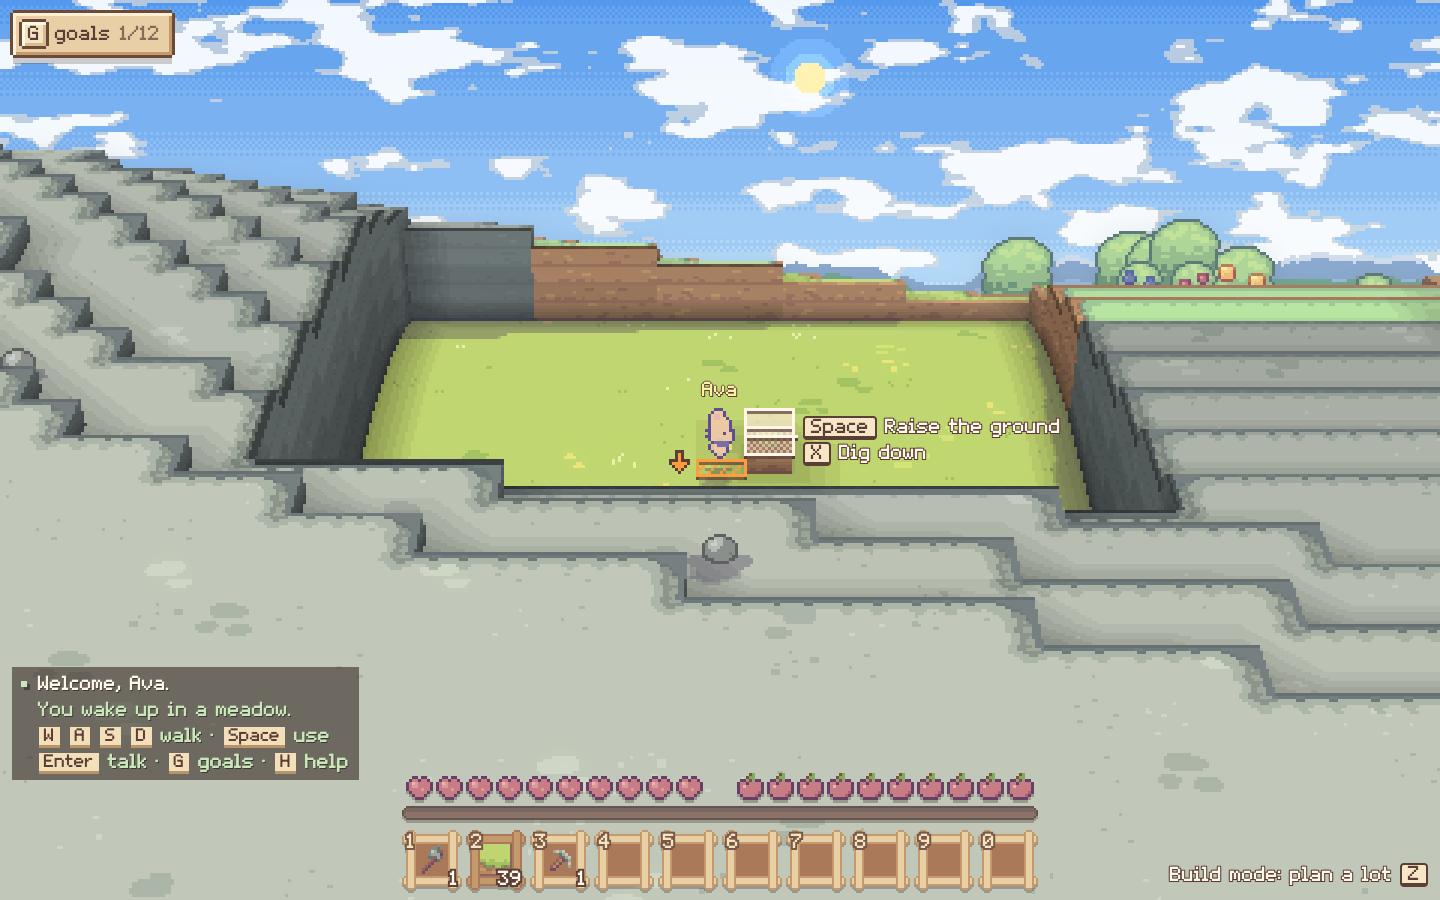 G goals 1/12
Ava
Space Raise the ground
X Dig down
Welcome, Ava.
You wake up in a meadow.
W A S D walk · Space use
Enter talk · G goals · H help
1 2 3 4 5 6 7 8 9 0
1 39 1
Build mode: plan a lot Z